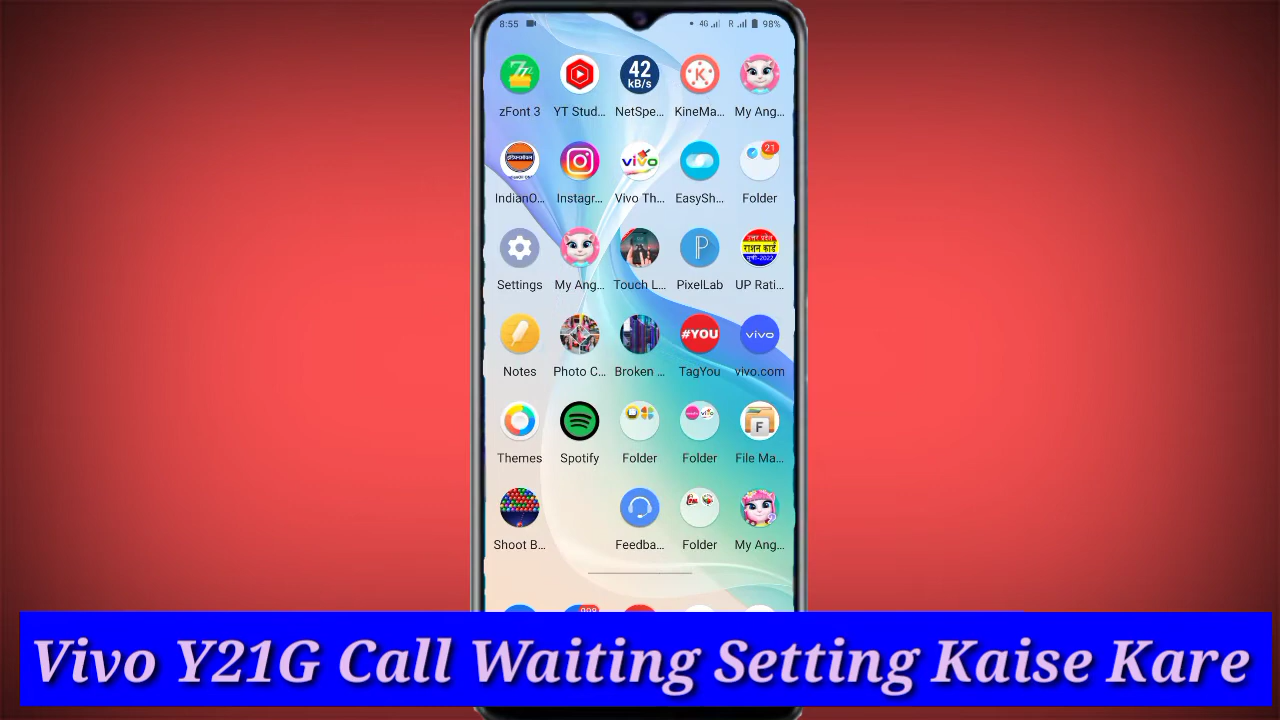 8:55 4G R 98%
42
kB/s
zFont 3 YT Stud... NetSpe... KineMa... My Ang...
vivo 21
IndianO... Instagr... Vivo Th... EasySh... Folder
राशन कार्ड
Settings My Ang... Touch L... PixelLab UP Rati...
#YOU vivo
Notes Photo C... Broken ... TagYou vivo.com
F
Themes Spotify Folder Folder File Ma...
Shoot B... Feedba... Folder My Ang...
Vivo Y21G Call Waiting Setting Kaise Kare